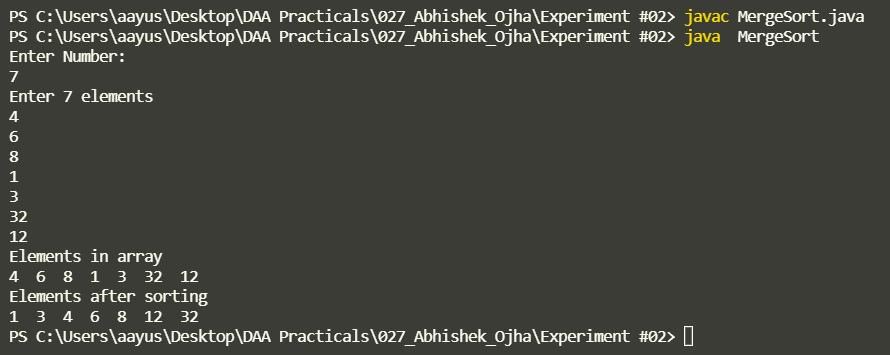 PS C:\Users\aayus\Desktop\DAA Practicals\027_Abhishek_Ojha\Experiment #02> javac MergeSort.java
PS C:\Users\aayus\Desktop\DAA Practicals\027_Abhishek_Ojha\Experiment #02> java  MergeSort
Enter Number:
7
Enter 7 elements
4
6
8
1
3
32
12
Elements in array
4  6  8  1  3  32  12
Elements after sorting
1  3  4  6  8  12  32
PS C:\Users\aayus\Desktop\DAA Practicals\027_Abhishek_Ojha\Experiment #02>